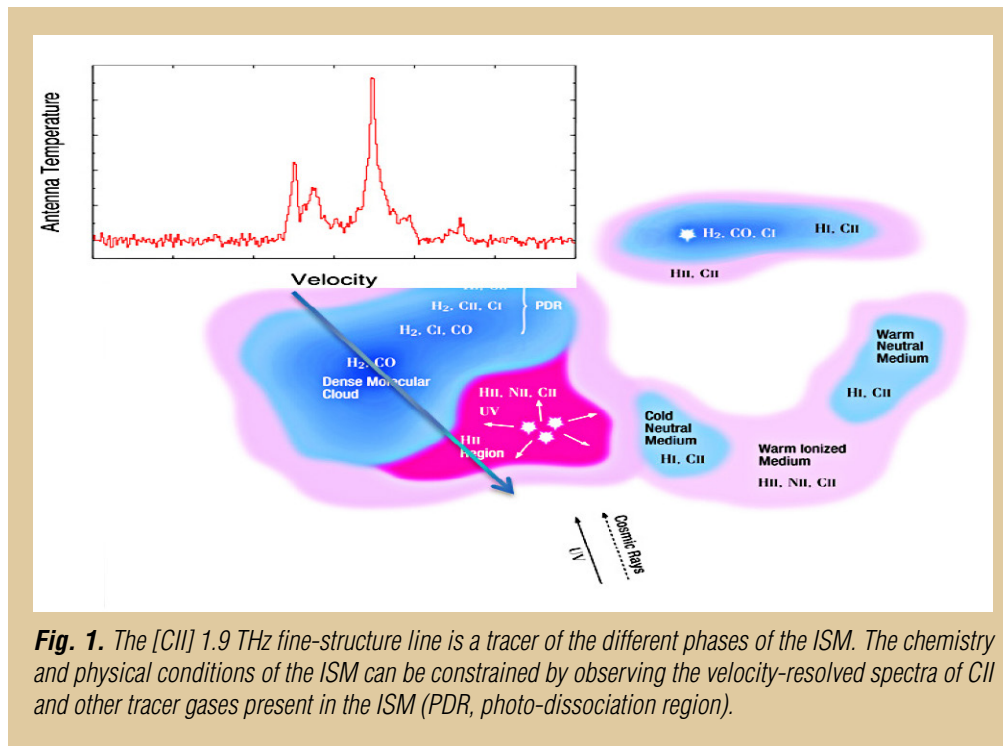 Antenna Temperature
Velocity
H₂, CO, CI
HI, CII
HII, CII
H₂, CII, CI
PDR
H₂, CI, CO
H₂, CO
Dense Molecular
Cloud
HII, NII, CII
UV
HII
Region
Cold
Neutral
Medium
HI, CII
Warm
Neutral
Medium
HI, CII
Warm Ionized
Medium
HII, NII, CII
UV
Cosmic Rays
Fig. 1. The [CII] 1.9 THz fine-structure line is a tracer of the different phases of the ISM. The chemistry
and physical conditions of the ISM can be constrained by observing the velocity-resolved spectra of CII
and other tracer gases present in the ISM (PDR, photo-dissociation region).